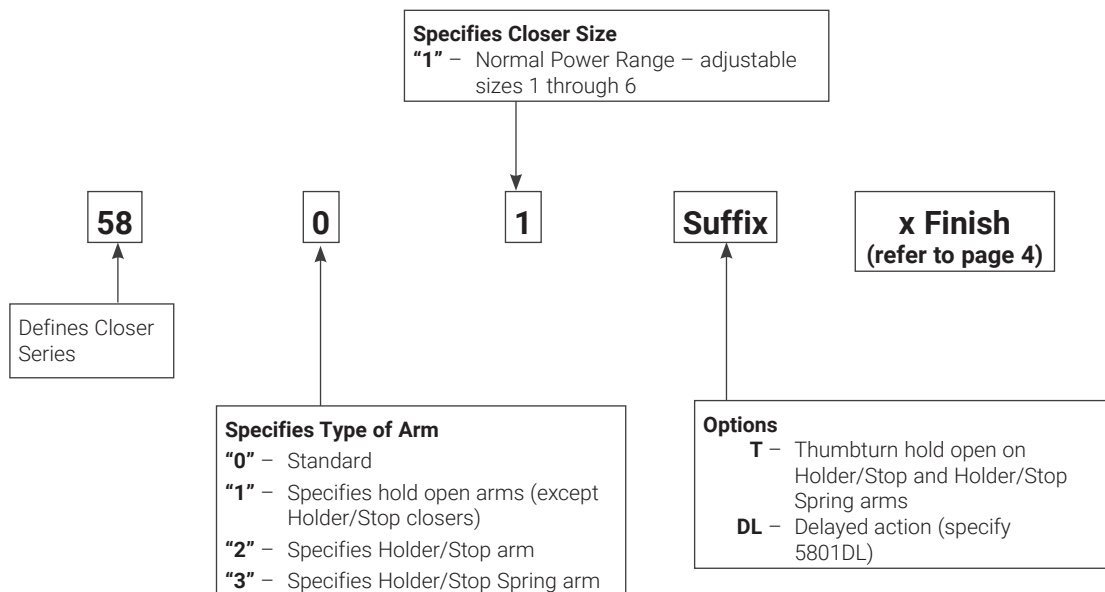 Specifies Closer Size
“1” – Normal Power Range – adjustable
sizes 1 through 6
58
0
1
Suffix
x Finish
(refer to page 4)
Defines Closer
Series
Specifies Type of Arm
“0” – Standard
“1” – Specifies hold open arms (except
Holder/Stop closers)
“2” – Specifies Holder/Stop arm
“3” – Specifies Holder/Stop Spring arm
Options
T – Thumbturn hold open on
Holder/Stop and Holder/Stop
Spring arms
DL – Delayed action (specify
5801DL)